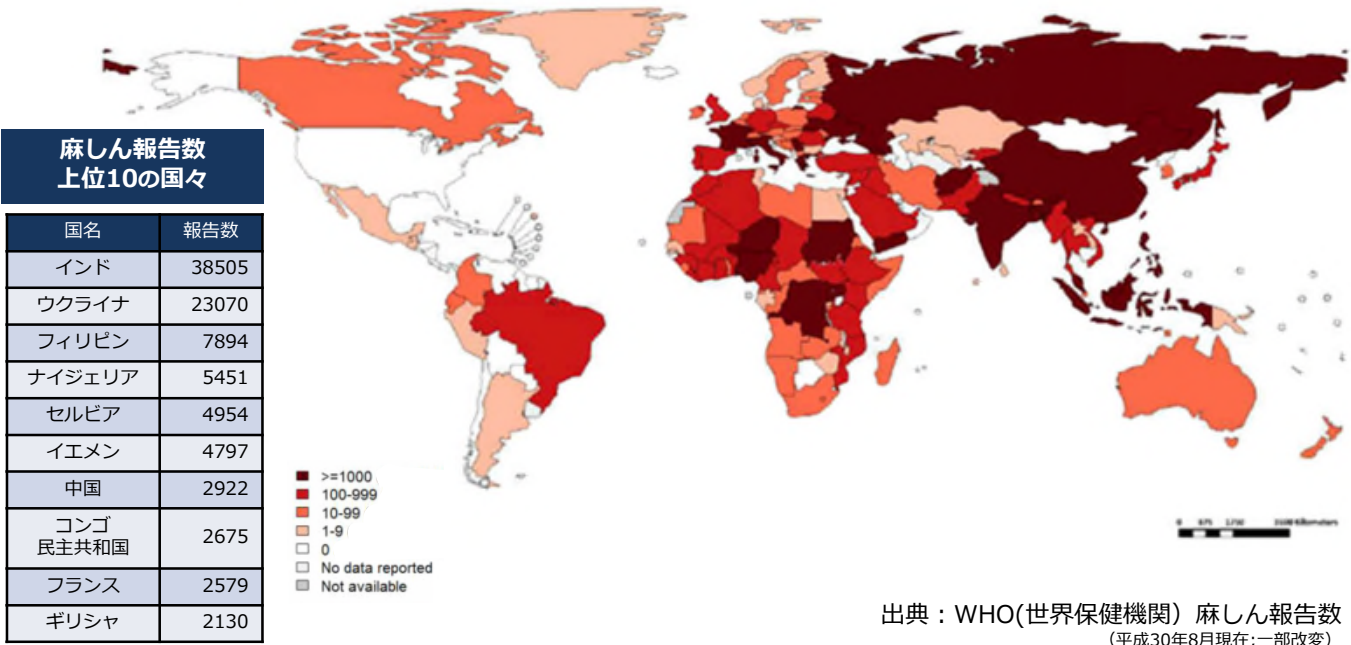 麻しん報告数
上位10の国々
国名 報告数
インド 38505
ウクライナ 23070
フィリピン 7894
ナイジェリア 5451
セルビア 4954
イエメン 4797
中国 2922
コンゴ
民主共和国 2675
フランス 2579
ギリシャ 2130
>=1000
100-999
10-99
1-9
0
No data reported
Not available
0 875 1750 Kilometers
出典：WHO(世界保健機関）麻しん報告数
（平成30年8月現在:一部改変）